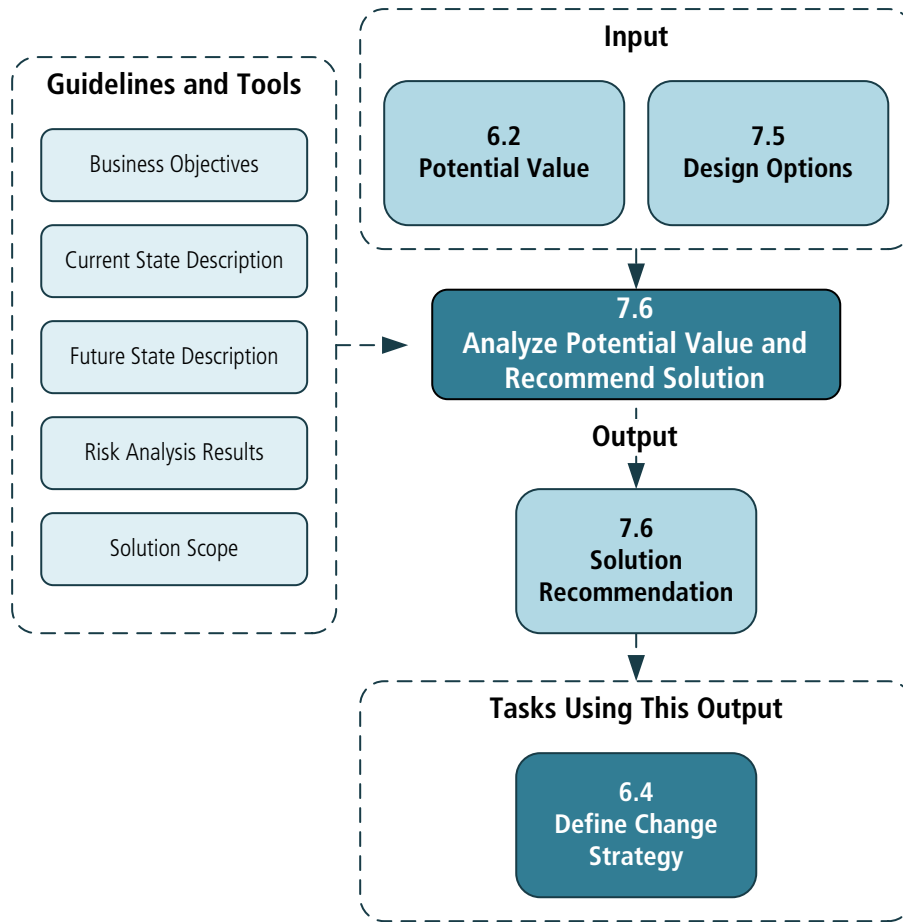 Input
6.2
Potential Value
7.5
Design Options
Guidelines and Tools
Business Objectives
Current State Description
Future State Description
Risk Analysis Results
Solution Scope
7.6
Analyze Potential Value and
Recommend Solution
Output
7.6
Solution
Recommendation
Tasks Using This Output
6.4
Define Change
Strategy